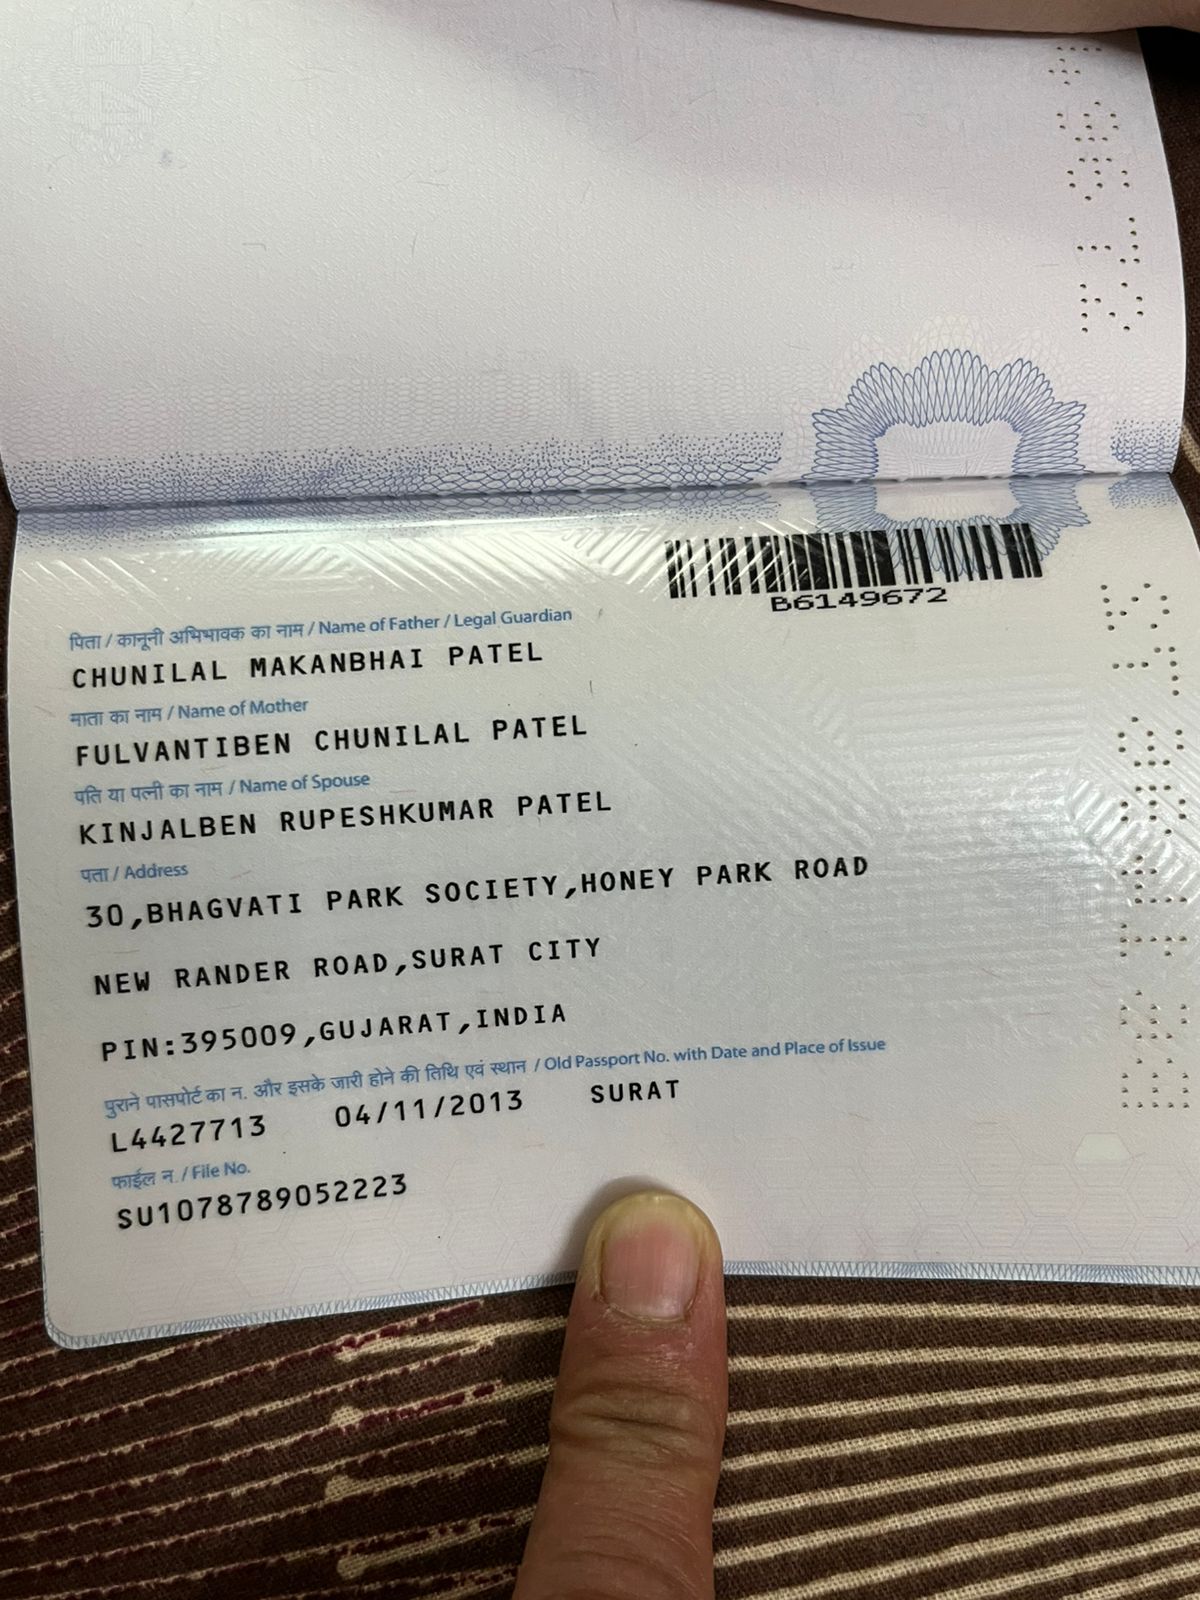 B6149672
पिता / कानूनी अभिभावक का नाम / Name of Father / Legal Guardian
CHUNILAL MAKANBHAI PATEL
माता का नाम / Name of Mother
FULVANTIBEN CHUNILAL PATEL
पति या पत्नी का नाम / Name of Spouse
KINJALBEN RUPESHKUMAR PATEL
पता / Address
30,BHAGVATI PARK SOCIETY,HONEY PARK ROAD
NEW RANDER ROAD,SURAT CITY
PIN:395009,GUJARAT,INDIA
पुराने पासपोर्ट का न. और इसके जारी होने की तिथि एवं स्थान / Old Passport No. with Date and Place of Issue
L4427713 04/11/2013 SURAT
फाईल न. / File No.
SU1078789052223